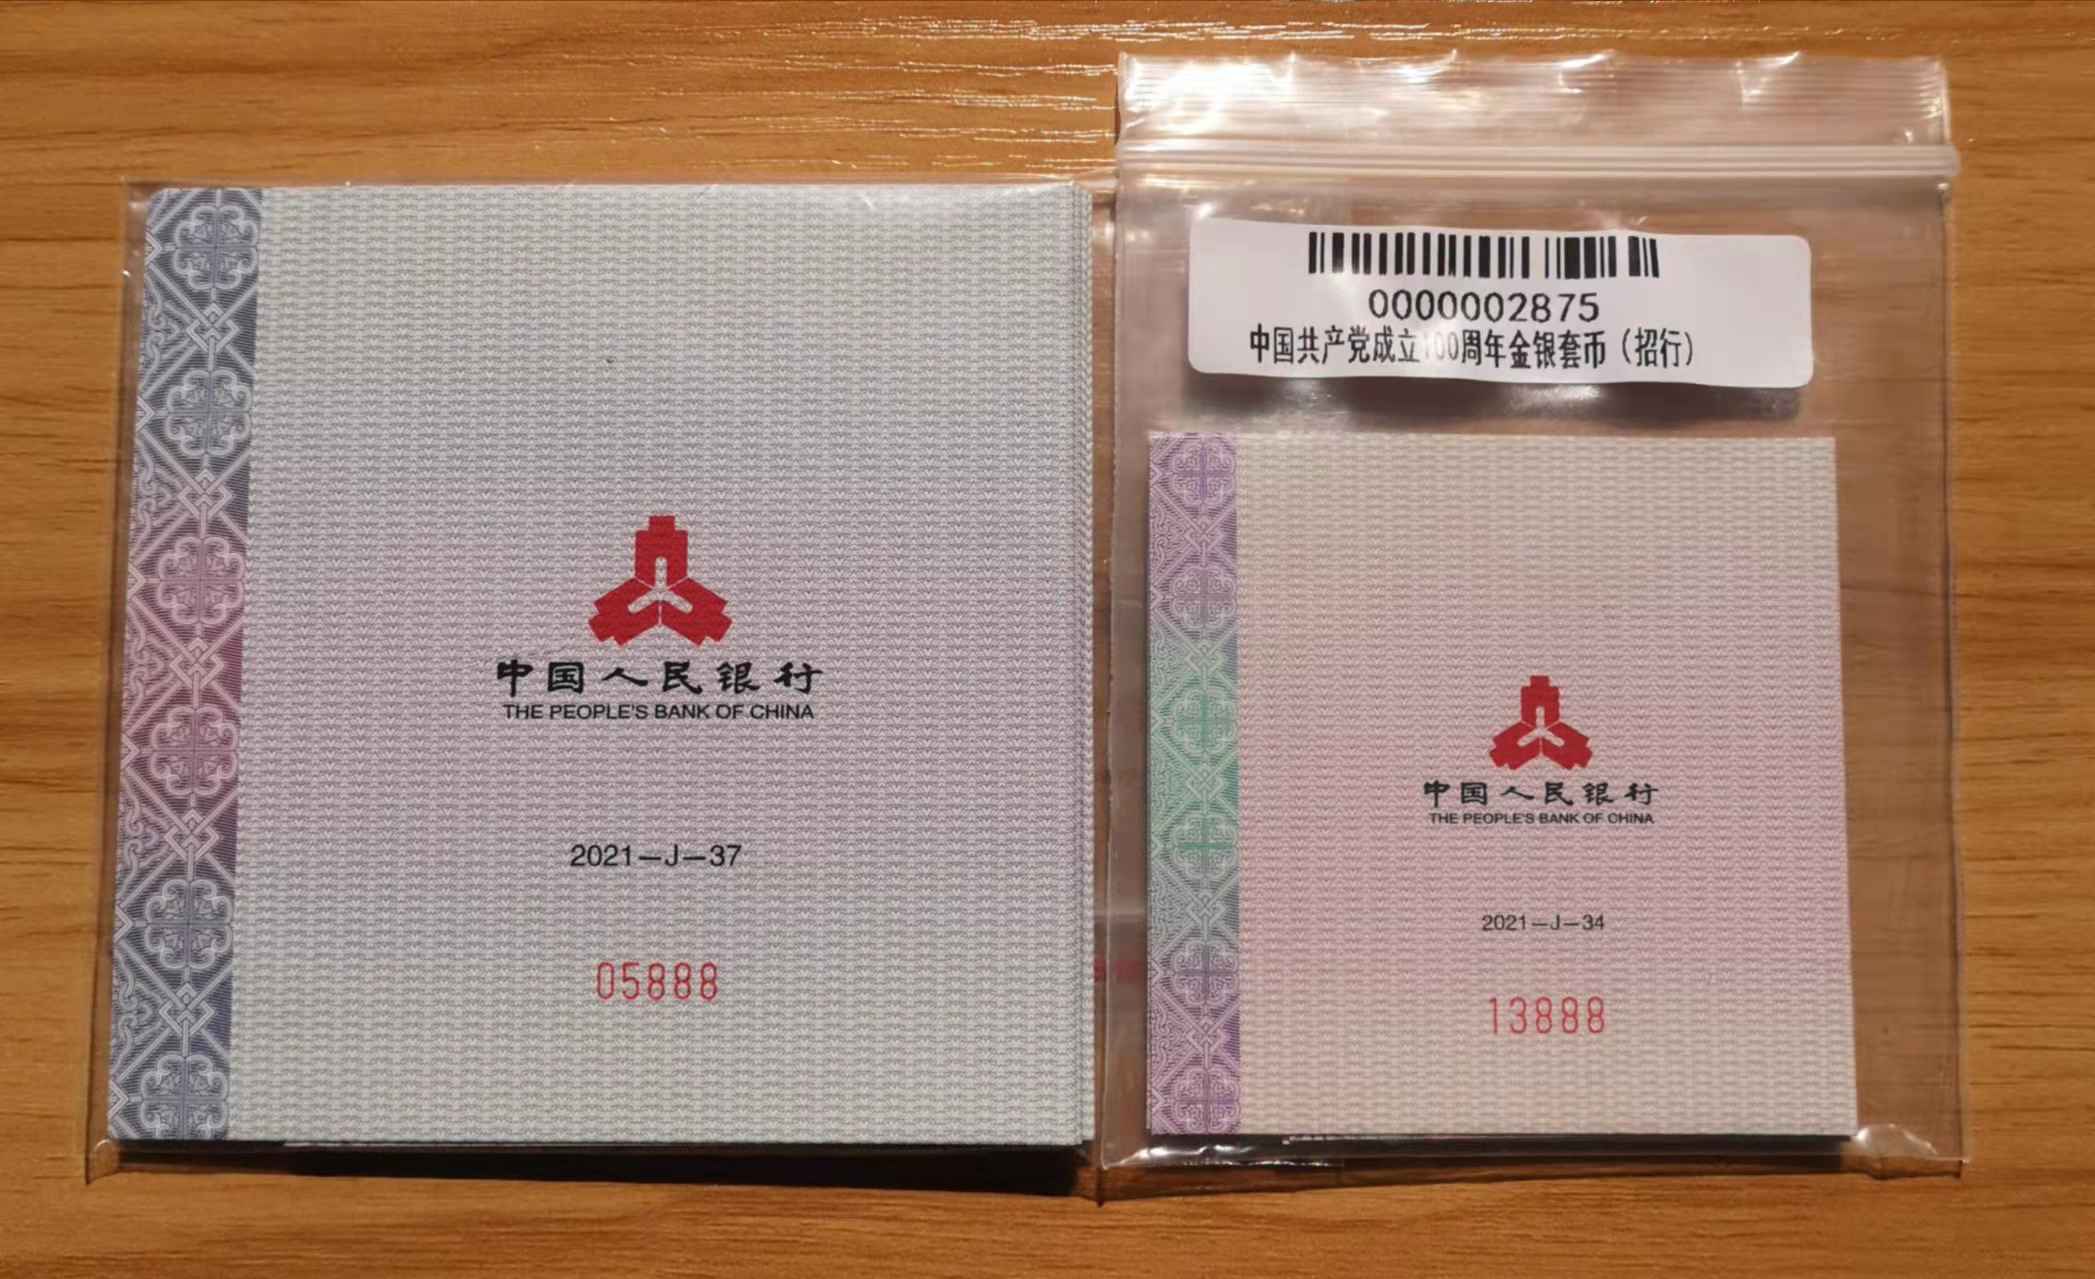 中国人民银行
THE PEOPLE'S BANK OF CHINA
2021—J—37
05888
0000002875
中国共产党成立100周年金银套币（招行）
中国人民银行
THE PEOPLE'S BANK OF CHINA
2021—J—34
13888